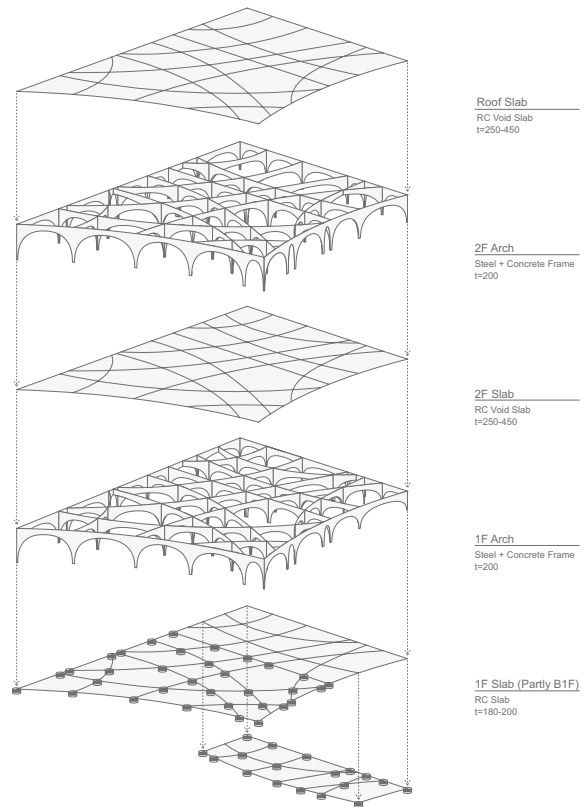 Roof Slab
RC Void Slab
t=250-450
2F Arch
Steel + Concrete Frame
t=200
2F Slab
RC Void Slab
t=250-450
1F Arch
Steel + Concrete Frame
t=200
1F Slab (Partly B1F)
RC Slab
t=180-200